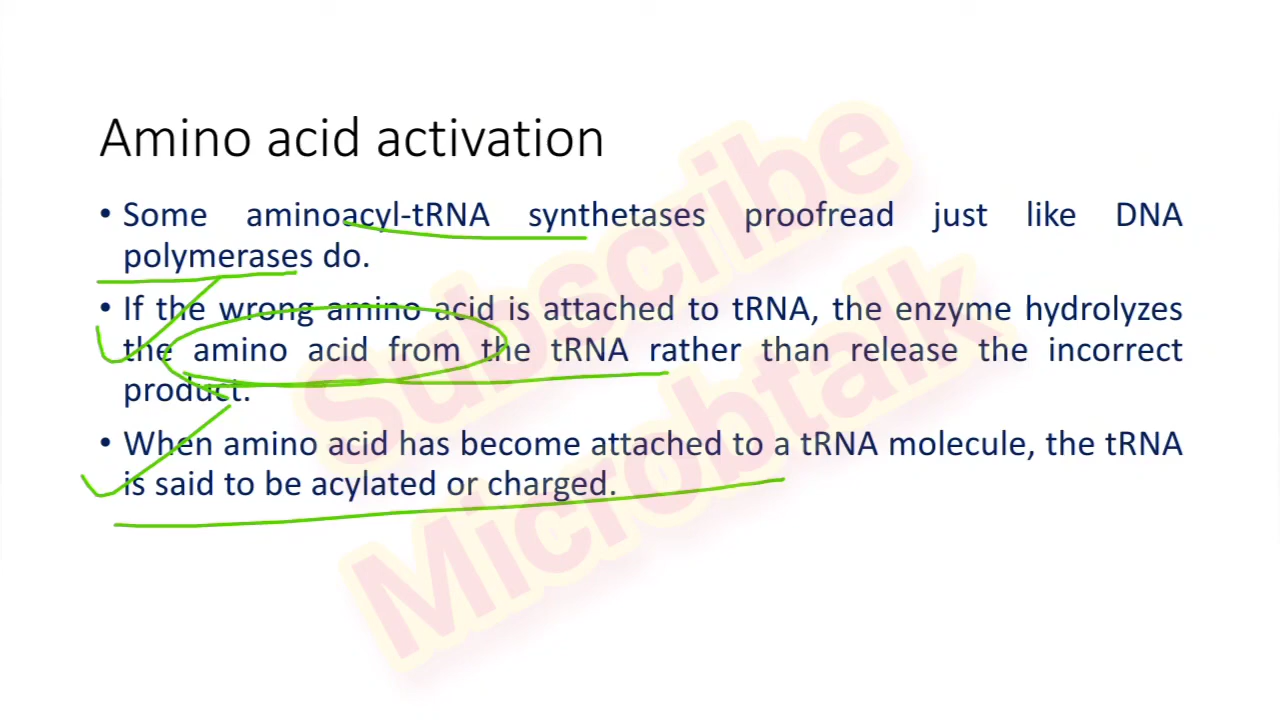 Amino acid activation
• Some aminoacyl-tRNA synthetases proofread just like DNA
polymerases do.
• If the wrong amino acid is attached to tRNA, the enzyme hydrolyzes
the amino acid from the tRNA rather than release the incorrect
product.
• When amino acid has become attached to a tRNA molecule, the tRNA
is said to be acylated or charged.
Subscribe
Microbtalk